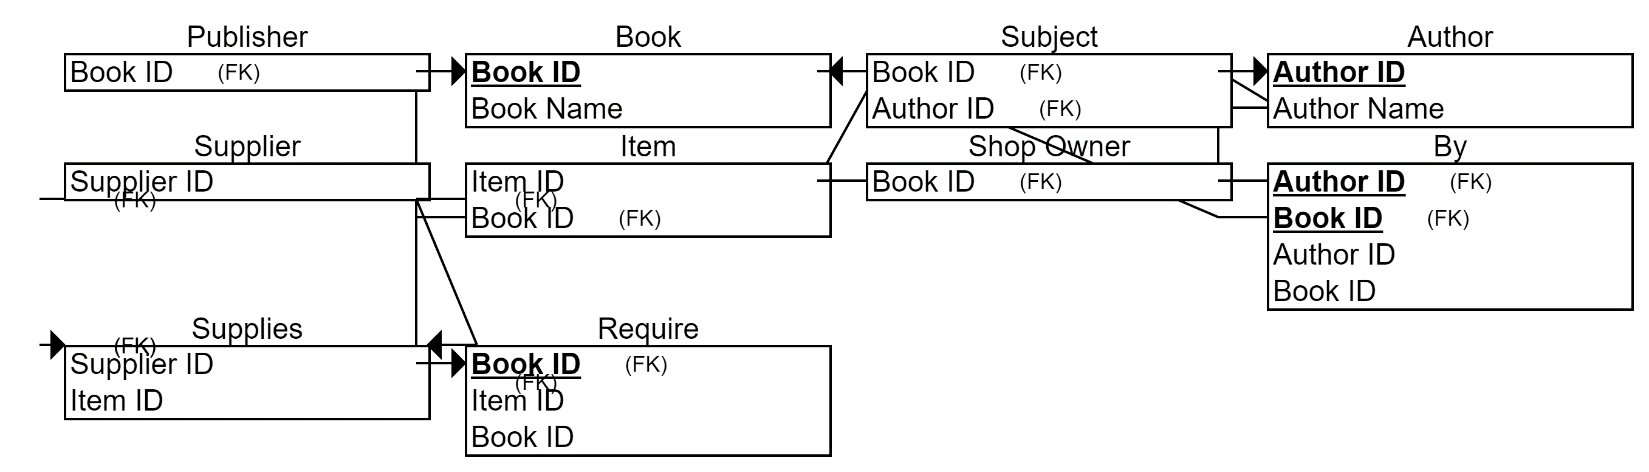 Publisher
Book ID (FK)
Book
Book ID
Book Name
Subject
Book ID (FK)
Author ID (FK)
Author
Author ID
Author Name
Supplier
Supplier ID
(FK)
Item
Item ID
(FK)
Book ID (FK)
Shop Owner
Book ID (FK)
By
Author ID (FK)
Book ID (FK)
Author ID
Book ID
Supplies
(FK)
Supplier ID
Item ID
Require
Book ID (FK)
(FK)
Item ID
Book ID